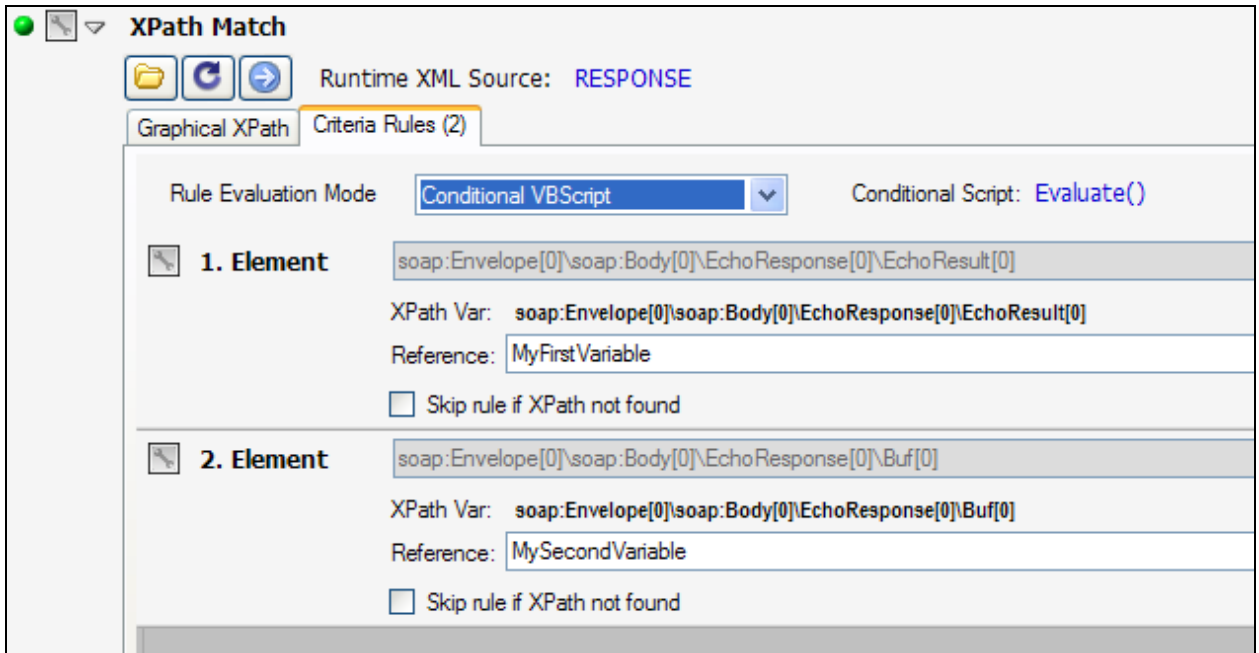 XPath Match
Runtime XML Source: RESPONSE
Graphical XPath Criteria Rules (2)
Rule Evaluation Mode Conditional VBScript Conditional Script: Evaluate()
1. Element soap:Envelope[0]\soap:Body[0]\EchoResponse[0]\EchoResult[0]
XPath Var: soap:Envelope[0]\soap:Body[0]\EchoResponse[0]\EchoResult[0]
Reference: MyFirstVariable
Skip rule if XPath not found
2. Element soap:Envelope[0]\soap:Body[0]\EchoResponse[0]\Buf[0]
XPath Var: soap:Envelope[0]\soap:Body[0]\EchoResponse[0]\Buf[0]
Reference: MySecondVariable
Skip rule if XPath not found